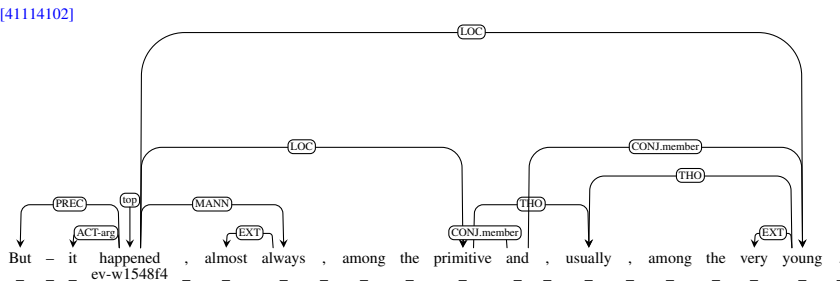 [41114102]
LOC
LOC CONJ.member
THO
top
PREC MANN THO
ACT-arg EXT CONJ.member EXT
But – it happened , almost always , among the primitive and , usually , among the very young .
_ _ _ ev-w1548f4 _ _ _ _ _ _ _ _ _ _ _ _ _ _ _ _